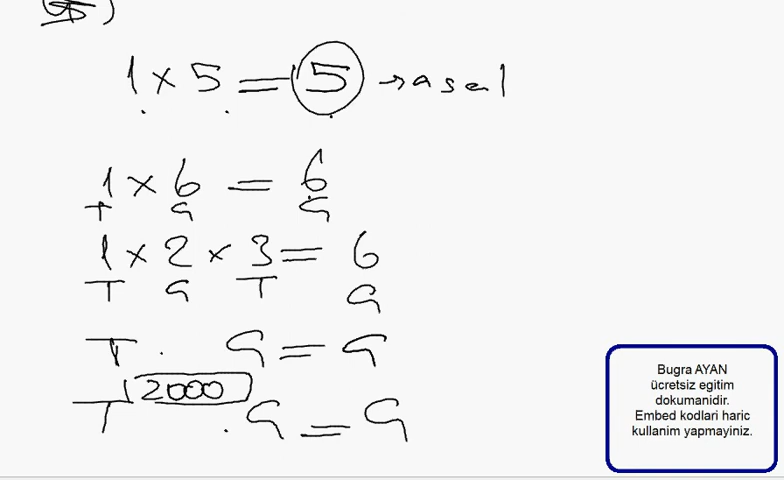 1 x 5 = 5 → asal
1 x 6 = 6
T Ç Ç
1 x 2 x 3 = 6
T Ç T Ç
T . Ç = Ç
T 2000 . Ç = Ç
Bugra AYAN
ücretsiz egitim
dokumanidir.
Embed kodlari haric
kullanim yapmayiniz.